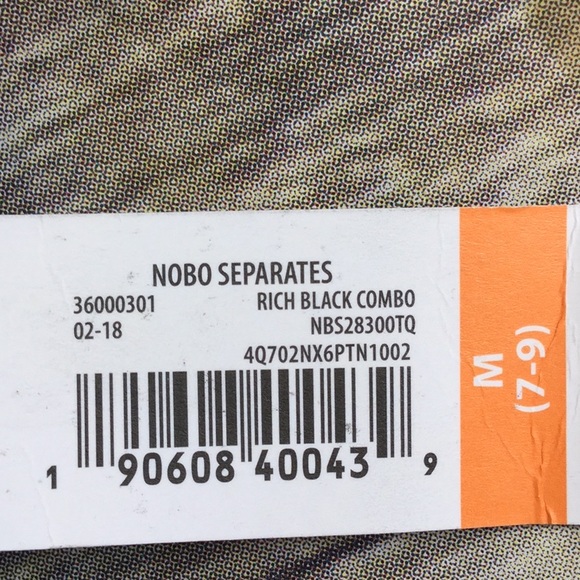 NOBO SEPARATES
36000301 RICH BLACK COMBO
02-18 NBS28300TQ
4Q702NX6PTN1002
1 90608 40043 9
M
(7-9)